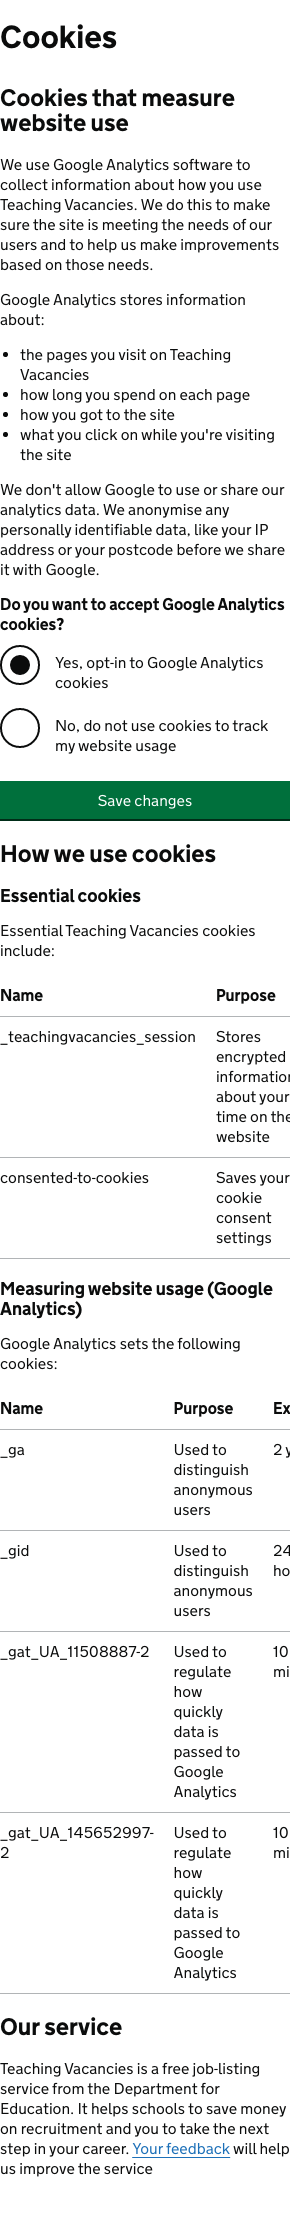 Cookies
Cookies that measure
website use
We use Google Analytics software to
collect information about how you use
Teaching Vacancies. We do this to make
sure the site is meeting the needs of our
users and to help us make improvements
based on those needs.
Google Analytics stores information
about:
the pages you visit on Teaching
Vacancies
how long you spend on each page
how you got to the site
what you click on while you're visiting
the site
We don't allow Google to use or share our
analytics data. We anonymise any
personally identifiable data, like your IP
address or your postcode before we share
it with Google.
Do you want to accept Google Analytics
cookies?
Yes, opt-in to Google Analytics
cookies
No, do not use cookies to track
my website usage
Save changes
How we use cookies
Essential cookies
Essential Teaching Vacancies cookies
include:
Name Purpose
_teachingvacancies_session Stores
encrypted
information
about your
time on the
website
consented-to-cookies Saves your
cookie
consent
settings
Measuring website usage (Google
Analytics)
Google Analytics sets the following
cookies:
Name Purpose
_ga Used to 2
distinguish
anonymous
users
_gid Used to 24
distinguish
anonymous
users
_gat_UA_11508887-2 Used to 10
regulate
how
quickly
data is
passed to
Google
Analytics
_gat_UA_145652997- Used to 10
2 regulate
how
quickly
data is
passed to
Google
Analytics
Our service
Teaching Vacancies is a free job-listing
service from the Department for
Education. It helps schools to save money
on recruitment and you to take the next
step in your career. Your feedback will help
us improve the service